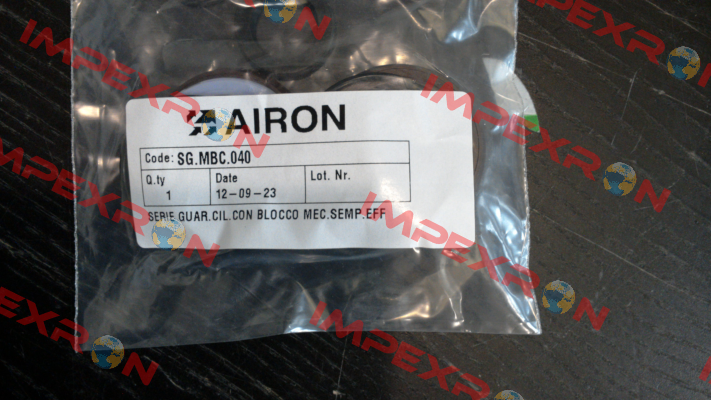 AIRON
Code: SG.MBC.040
Q.ty Date Lot. Nr.
1 12-09-23
SERIE GUAR.CIL.CON BLOCCO MEC.SEMP.EFF
IMPEXRON
IMPEXRON
IMPEXRON
IMPEXRON
IMPEXRON
IMPEXRON